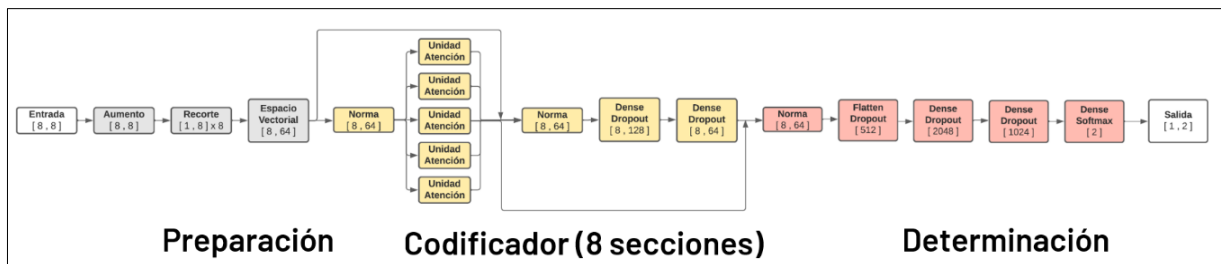 Entrada
[ 8 , 8 ]
Aumento
[ 8 , 8 ]
Recorte
[ 1 , 8 ] x 8
Espacio
Vectorial
[ 8 , 64 ]
Norma
[ 8 , 64 ]
Unidad
Atención
Unidad
Atención
Unidad
Atención
Unidad
Atención
Unidad
Atención
Norma
[ 8 , 64 ]
Dense
Dropout
[ 8 , 128 ]
Dense
Dropout
[ 8 , 64 ]
Norma
[ 8 , 64 ]
Flatten
Dropout
[ 512 ]
Dense
Dropout
[ 2048 ]
Dense
Dropout
[ 1024 ]
Dense
Softmax
[ 2 ]
Salida
[ 1 , 2 ]
Preparación
Codificador (8 secciones)
Determinación